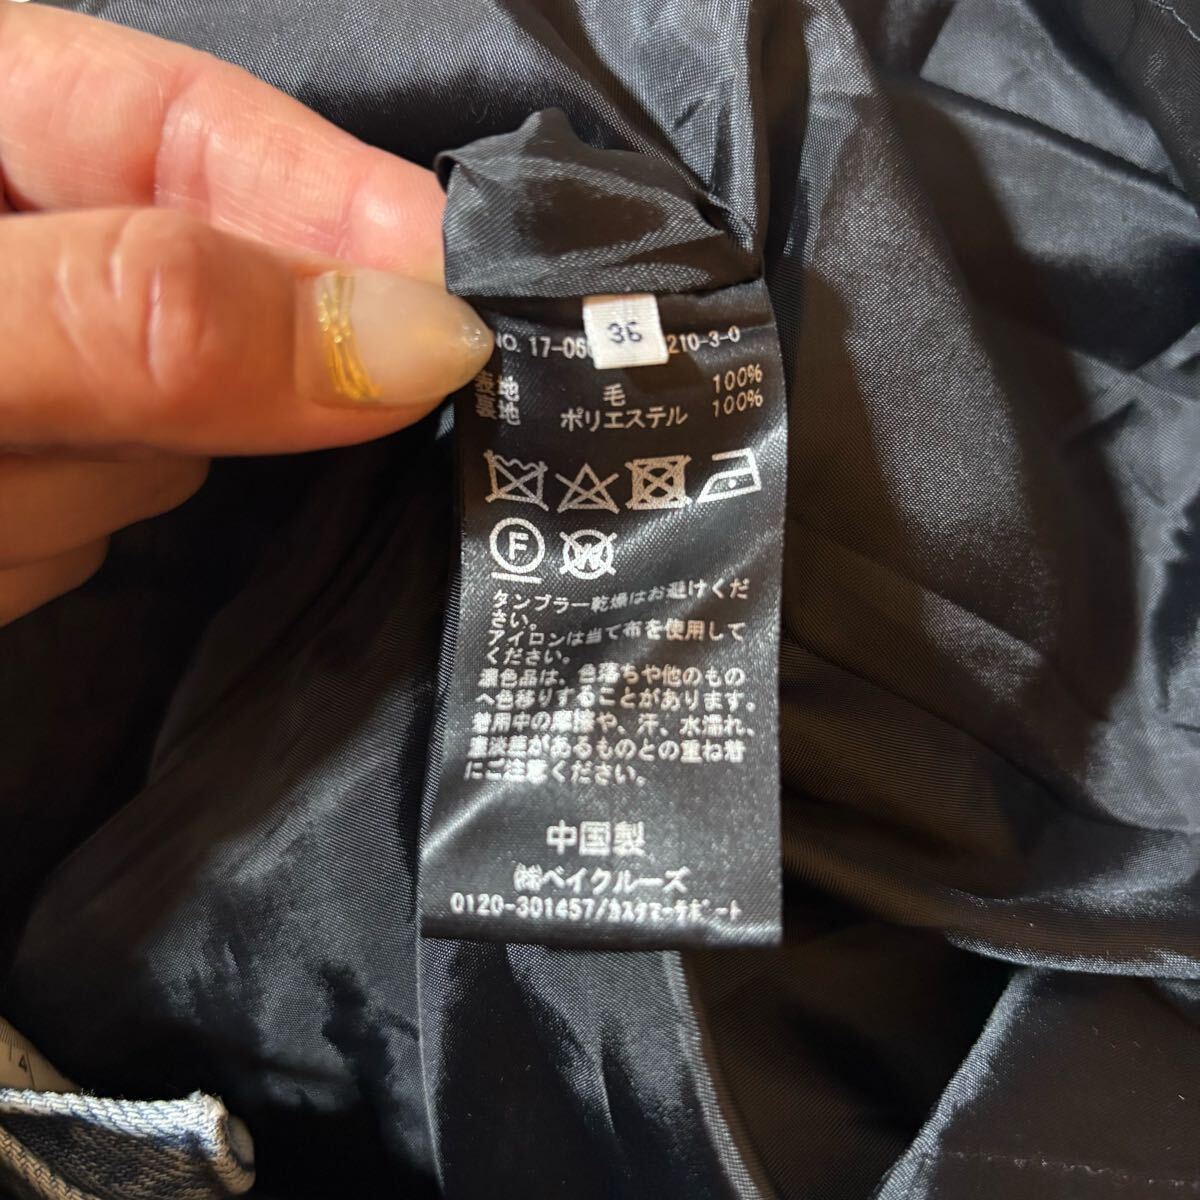 36
NO. 17-06 210-3-0
表地 毛 100%
裏地 ポリエステル 100%
F
W
タンブラー乾燥はお避けくだ
さい。
アイロンは当て布を使用して
ください。
濃色品は、色落ちや他のもの
へ色移りすることがあります。
着用中の摩擦や、汗、水濡れ、
濃淡差があるものとの重ね着
にご注意ください。
中国製
㈱ベイクルーズ
0120-301457/カスタマーサポート
4